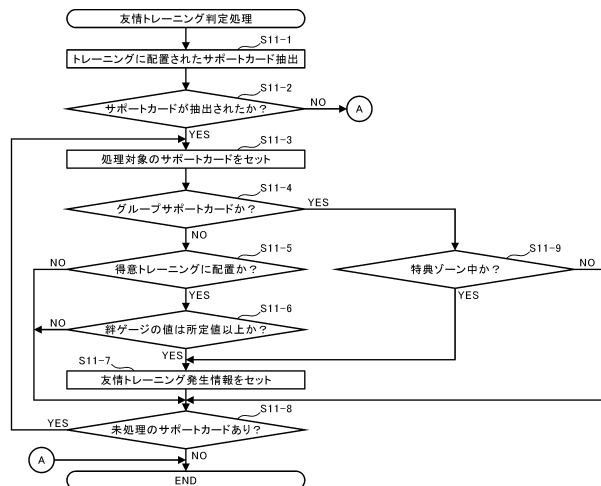 友情トレーニング判定処理
S11-1
トレーニングに配置されたサポートカード抽出
S11-2
サポートカードが抽出されたか？
NO
A
YES
S11-3
処理対象のサポートカードをセット
S11-4
グループサポートカードか？
YES
NO
S11-5
得意トレーニングに配置か？
NO
YES
S11-9
特典ゾーン中か？
NO
YES
S11-6
絆ゲージの値は所定値以上か？
NO
YES
S11-7
友情トレーニング発生情報をセット
S11-8
未処理のサポートカードあり？
YES
NO
A
END